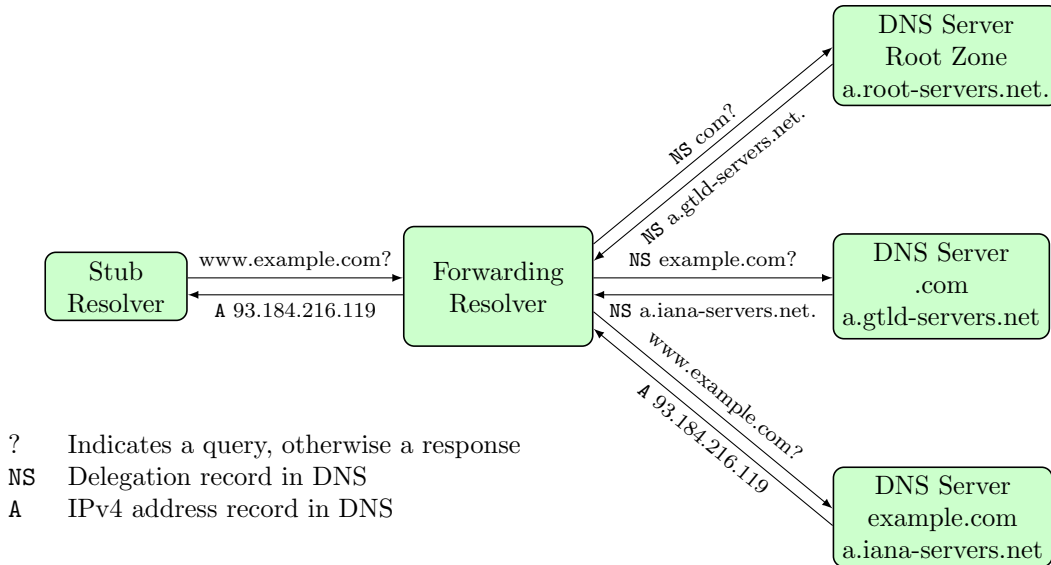 DNS Server
Root Zone
a.root-servers.net.
NS com?
NS a.gtld-servers.net.
Stub
Resolver
www.example.com?
A 93.184.216.119
Forwarding
Resolver
NS example.com?
NS a.iana-servers.net.
DNS Server
.com
a.gtld-servers.net
www.example.com?
A 93.184.216.119
DNS Server
example.com
a.iana-servers.net
? Indicates a query, otherwise a response
NS Delegation record in DNS
A IPv4 address record in DNS